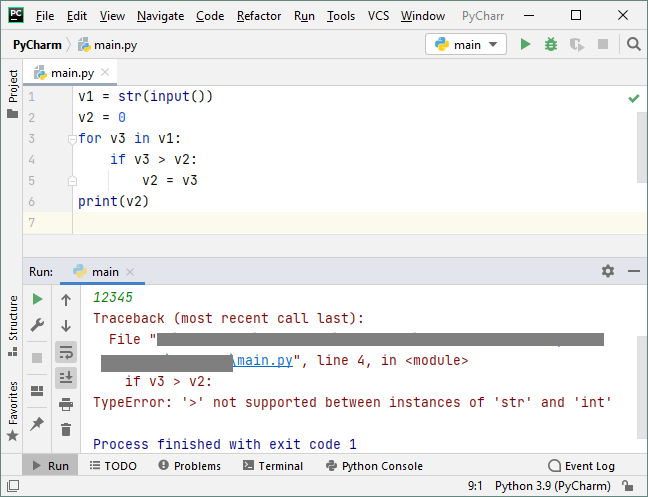 PC File Edit View Navigate Code Refactor Run Tools VCS Window PyCharr
PyCharm main.py main
Project
main.py
1 v1 = str(input())
2 v2 = 0
3 for v3 in v1:
4 if v3 > v2:
5 v2 = v3
6 print(v2)
7
Run: main
12345
Traceback (most recent call last):
File "
\main.py", line 4, in <module>
if v3 > v2:
TypeError: '>' not supported between instances of 'str' and 'int'
Process finished with exit code 1
Structure
Favorites
Run TODO Problems Terminal Python Console Event Log
9:1 Python 3.9 (PyCharm)